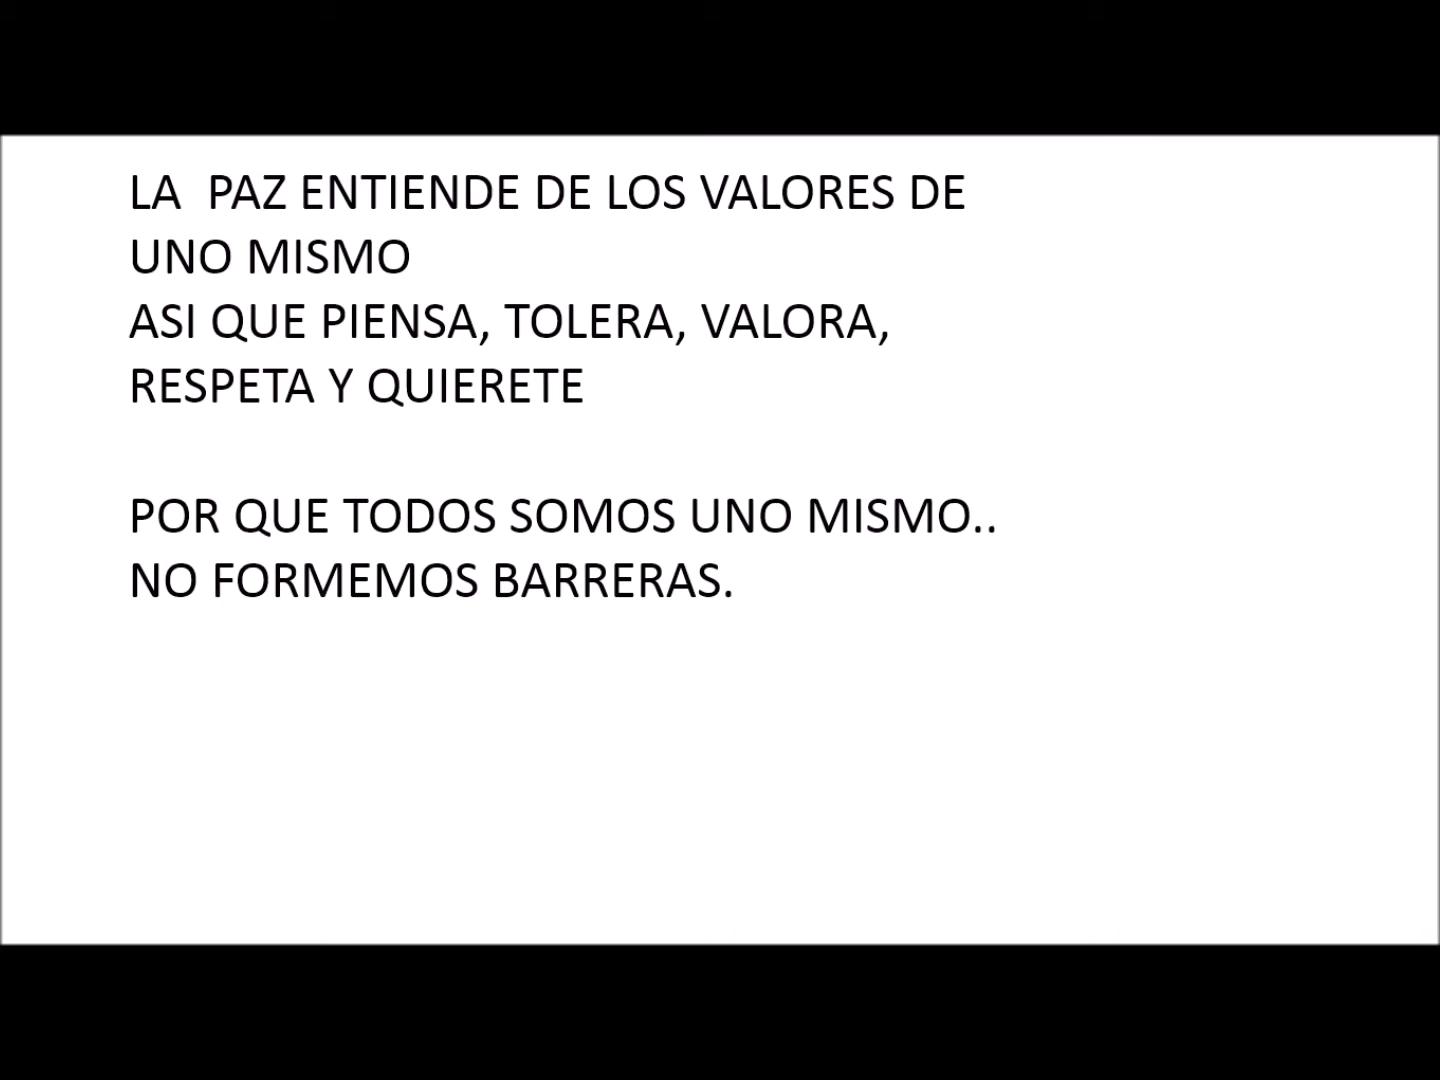 LA  PAZ ENTIENDE DE LOS VALORES DE
UNO MISMO
ASI QUE PIENSA, TOLERA, VALORA,
RESPETA Y QUIERETE
POR QUE TODOS SOMOS UNO MISMO..
NO FORMEMOS BARRERAS.